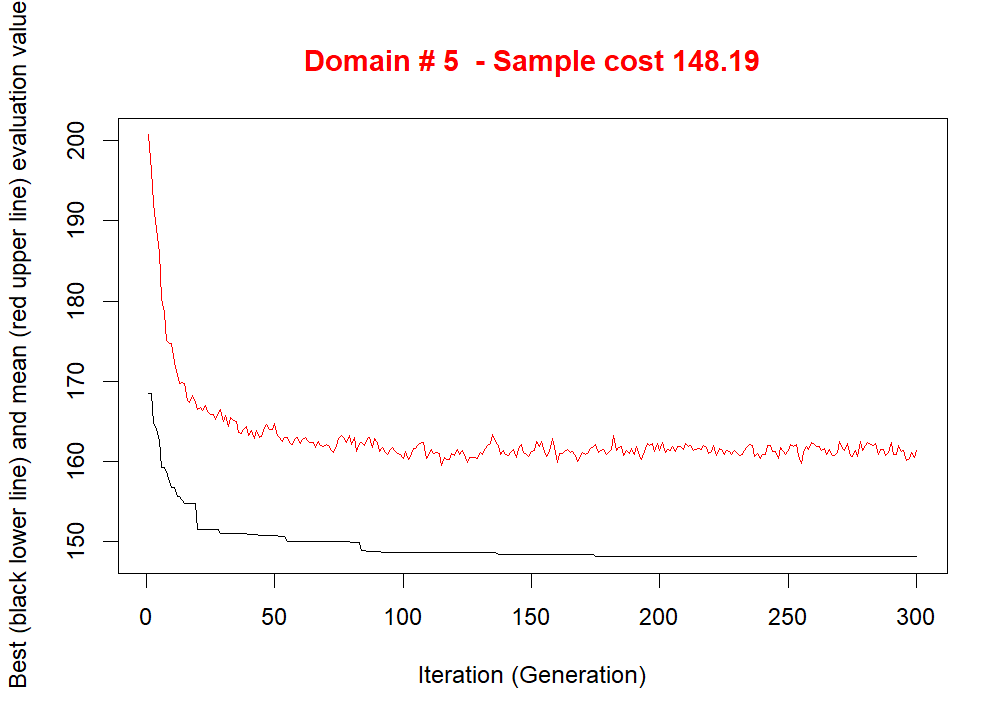 Domain # 5  - Sample cost 148.19
Best (black lower line) and mean (red upper line) evaluation value
200
190
180
170
160
150
0 50 100 150 200 250 300
Iteration (Generation)